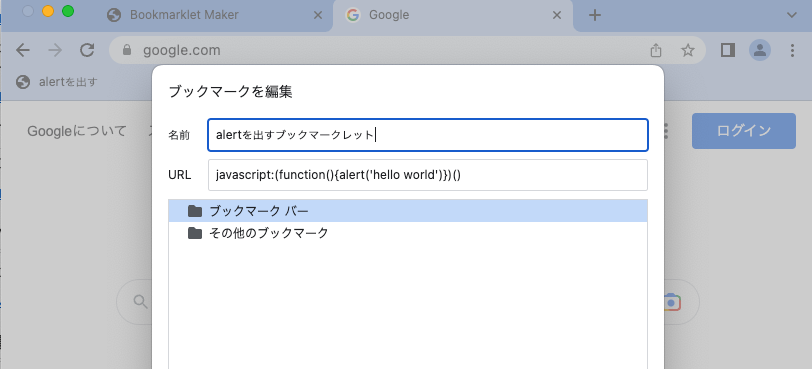 Bookmarklet Maker
Google
google.com
alertを出す
ブックマークを編集
Googleについて
ログイン
名前
alertを出すブックマークレット
URL
javascript:(function(){alert('hello world')})()
ブックマーク バー
その他のブックマーク